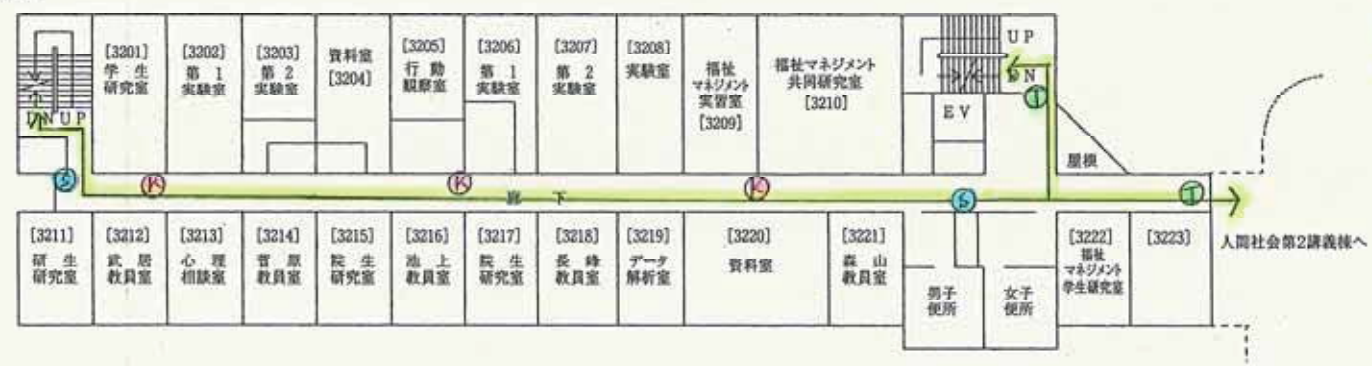 [3201]
学 生
研究室
[3202]
第 1
実験室
[3203]
第 2
実験室
資料室
[3204]
[3205]
行 動
観察室
[3206]
第 1
実験室
[3207]
第 2
実験室
[3208]
実験室
福祉
マネジメント
実習室
[3209]
福祉マネジメント
共同研究室
[3210]
UP
DN
EV
DN UP
屋根
S
K
K
K
S
T
T
廊 下
人間社会第2講義棟へ
[3211]
研 生
研究室
[3212]
武 居
教員室
[3213]
心 理
相談室
[3214]
菅 原
教員室
[3215]
院 生
研究室
[3216]
池 上
教員室
[3217]
院 生
研究室
[3218]
長 峰
教員室
[3219]
データ
解析室
[3220]
資料室
[3221]
森 山
教員室
男子
便所
女子
便所
[3222]
福祉
マネジメント
学生研究室
[3223]